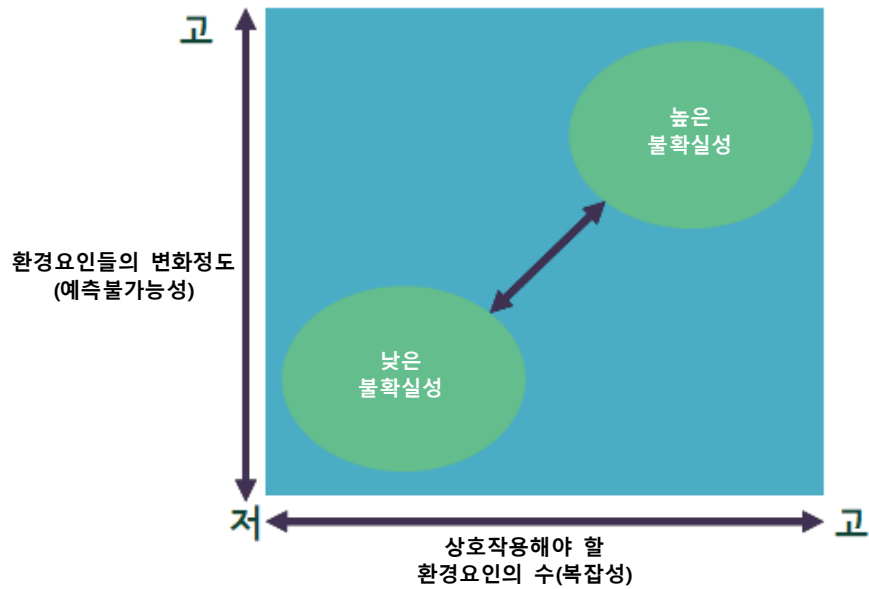 고
높은
불확실성
환경요인들의 변화정도
(예측불가능성)
낮은
불확실성
저
고
상호작용해야 할
환경요인의 수(복잡성)